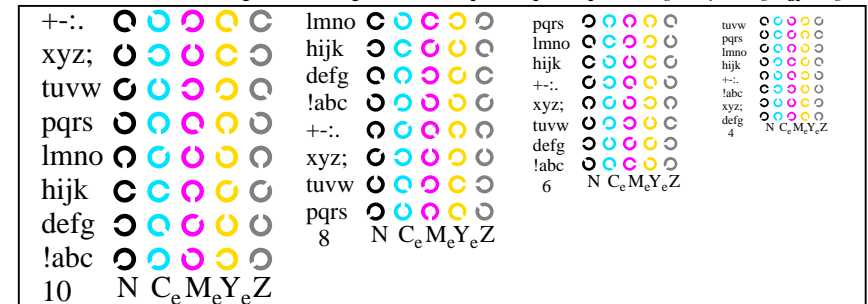 +-:.
xyz;
tuvw
pqrs
lmno
hijk
defg
!abc
10 N CeMeYeZ
lmno
hijk
defg
!abc
+-:.
xyz;
tuvw
pqrs
8 N CeMeYeZ
pqrs
lmno
hijk
+-:.
xyz;
tuvw
defg
!abc
6 N CeMeYeZ
tuvw
pqrs
lmno
hijk
+-:.
!abc
xyz;
defg
4 N CeMeYeZ